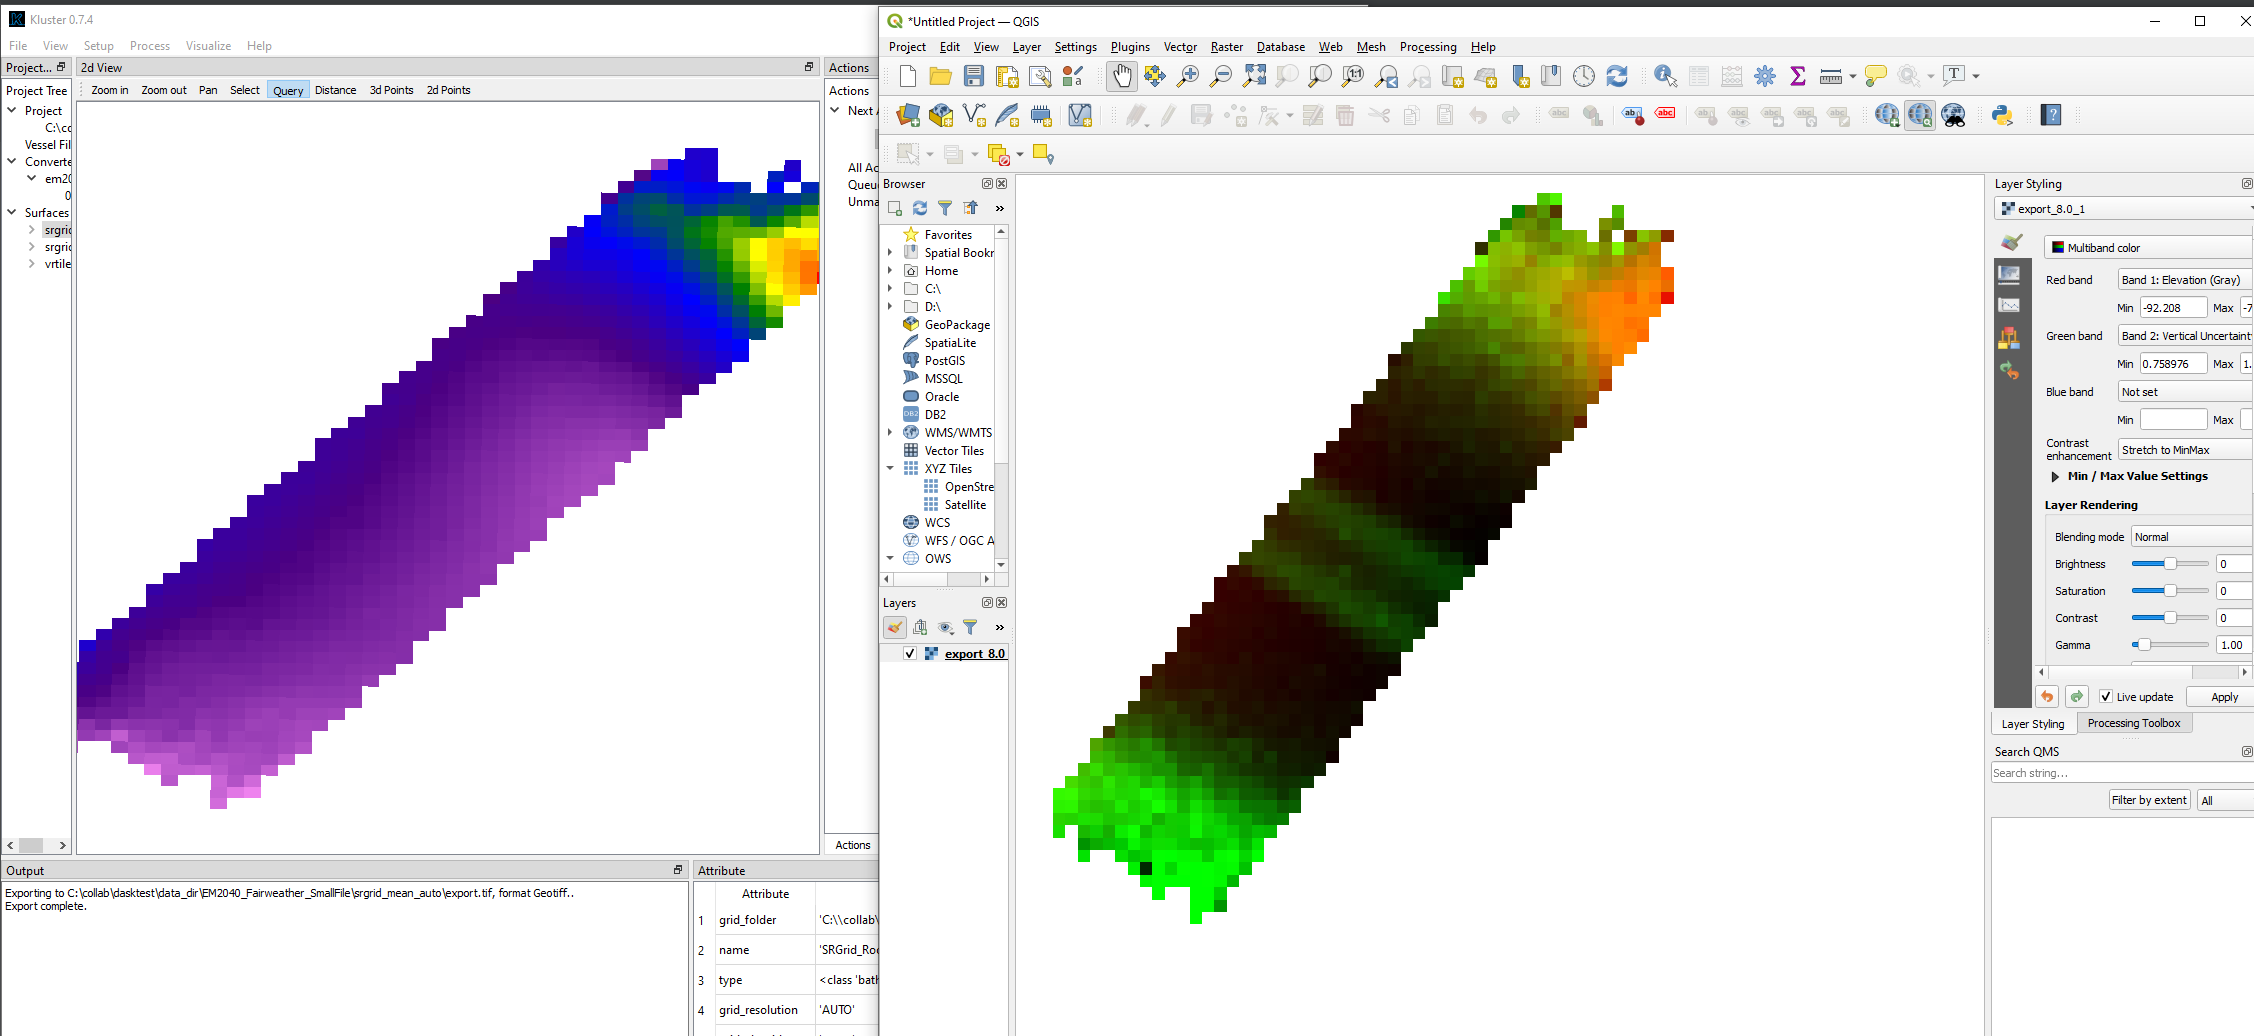 Kluster 0.7.4
File View Setup Process Visualize Help
Project...
Project Tree
Project
C:\cc
Vessel Fil
Converte
em20
0
Surfaces
srgric
srgric
vrtile
2d View
Zoom in Zoom out Pan Select Query Distance 3d Points 2d Points
Actions
Actions
Next A
All Ac
Queu
Unma
Actions
Output
Exporting to C:\collab\dasktest\data_dir\EM2040_Fairweather_SmallFile\srgrid_mean_auto\export.tif, format Geotiff..
Export complete.
Attribute
Attribute
1 grid_folder 'C:\\collab\
2 name 'SRGrid_Roo
3 type <class 'bath
4 grid_resolution 'AUTO'
*Untitled Project — QGIS
Project Edit View Layer Settings Plugins Vector Raster Database Web Mesh Processing Help
Browser
Favorites
Spatial Bookr
Home
C:\
D:\
GeoPackage
SpatiaLite
PostGIS
MSSQL
Oracle
DB2
WMS/WMTS
Vector Tiles
XYZ Tiles
OpenStre
Satellite
WCS
WFS / OGC A
OWS
Layers
export_8.0
Layer Styling
export_8.0_1
Multiband color
Red band Band 1: Elevation (Gray)
Min -92.208 Max -7
Green band Band 2: Vertical Uncertaint
Min 0.758976 Max 1.
Blue band Not set
Min Max
Contrast
enhancement Stretch to MinMax
Min / Max Value Settings
Layer Rendering
Blending mode Normal
Brightness 0
Saturation 0
Contrast 0
Gamma 1.00
Live update Apply
Layer Styling Processing Toolbox
Search QMS
Search string...
Filter by extent All